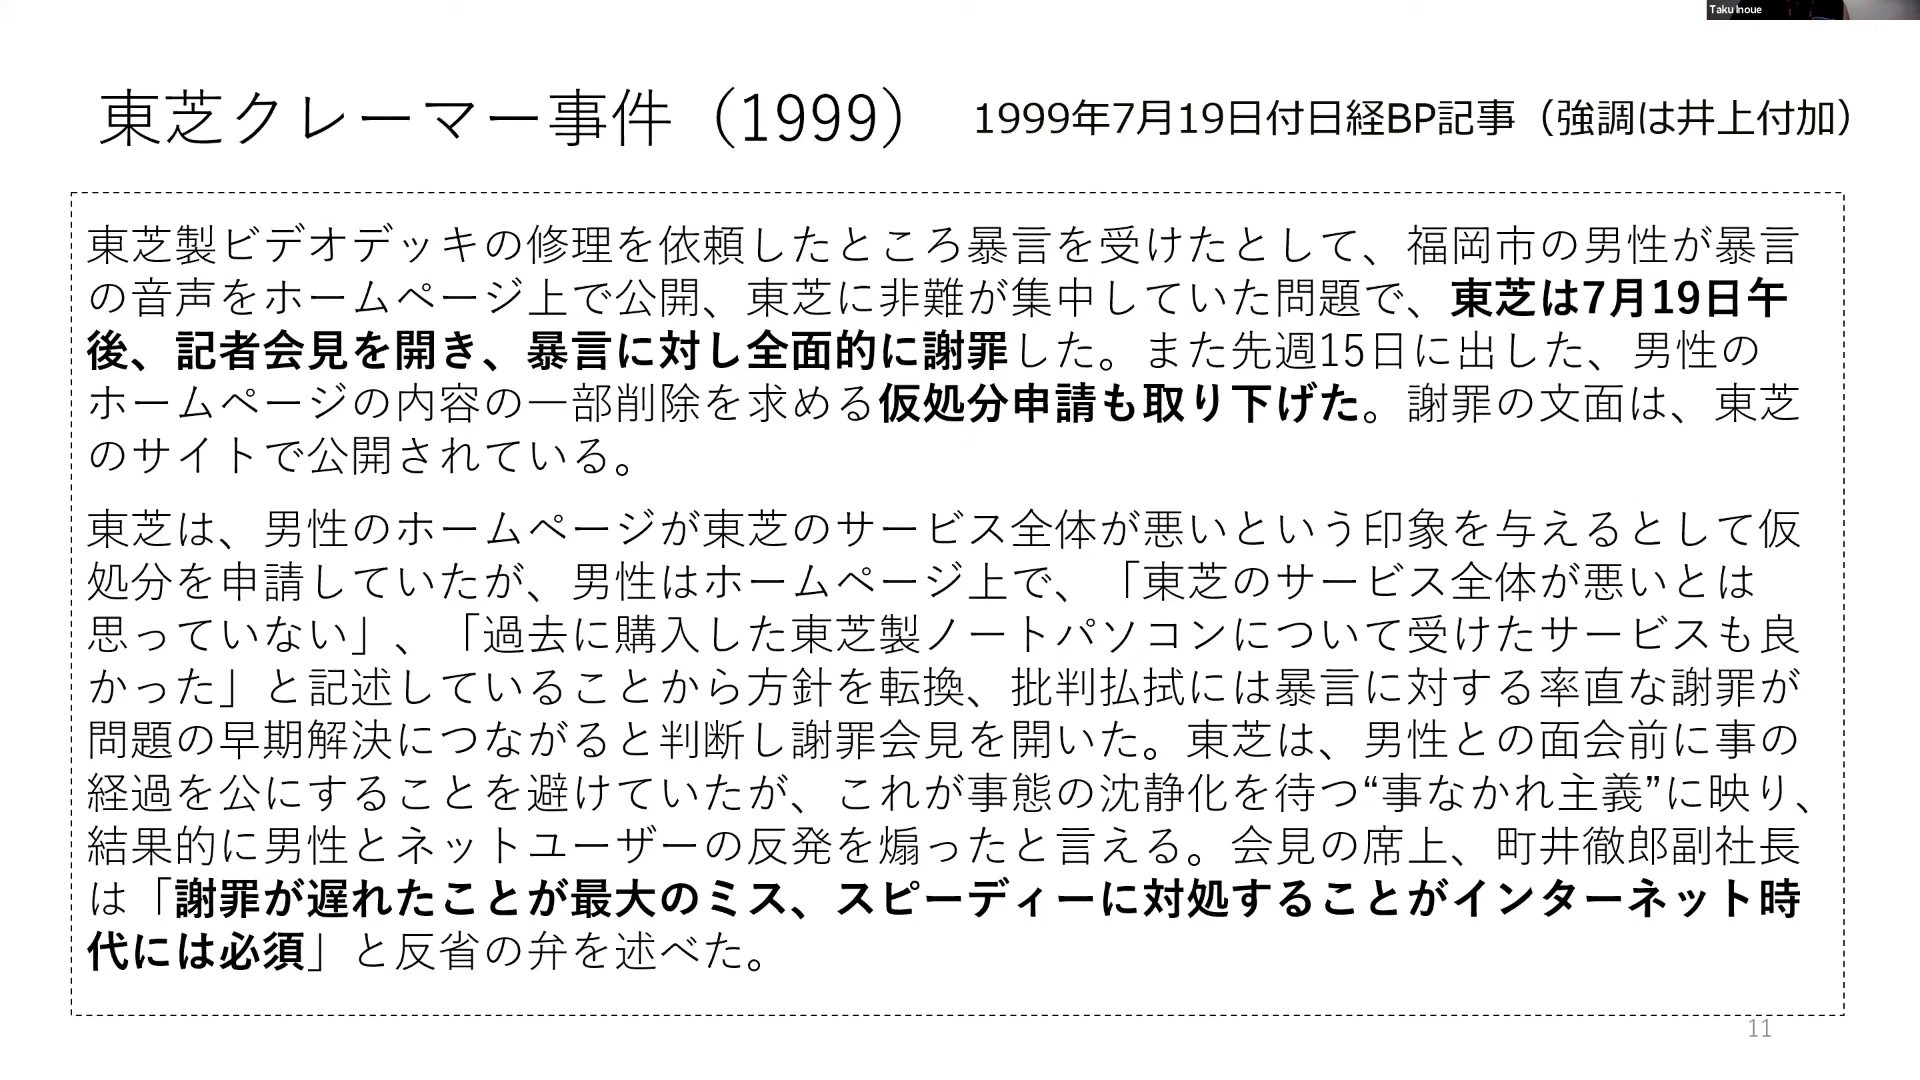 Taku Inoue
東芝クレーマー事件（1999） 1999年7月19日付日経BP記事（強調は井上付加）
東芝製ビデオデッキの修理を依頼したところ暴言を受けたとして、福岡市の男性が暴言
の音声をホームページ上で公開、東芝に非難が集中していた問題で、東芝は7月19日午
後、記者会見を開き、暴言に対し全面的に謝罪した。また先週15日に出した、男性の
ホームページの内容の一部削除を求める仮処分申請も取り下げた。謝罪の文面は、東芝
のサイトで公開されている。
東芝は、男性のホームページが東芝のサービス全体が悪いという印象を与えるとして仮
処分を申請していたが、男性はホームページ上で、「東芝のサービス全体が悪いとは
思っていない」、「過去に購入した東芝製ノートパソコンについて受けたサービスも良
かった」と記述していることから方針を転換、批判払拭には暴言に対する率直な謝罪が
問題の早期解決につながると判断し謝罪会見を開いた。東芝は、男性との面会前に事の
経過を公にすることを避けていたが、これが事態の沈静化を待つ“事なかれ主義”に映り、
結果的に男性とネットユーザーの反発を煽ったと言える。会見の席上、町井徹郎副社長
は「謝罪が遅れたことが最大のミス、スピーディーに対処することがインターネット時
代には必須」と反省の弁を述べた。
11